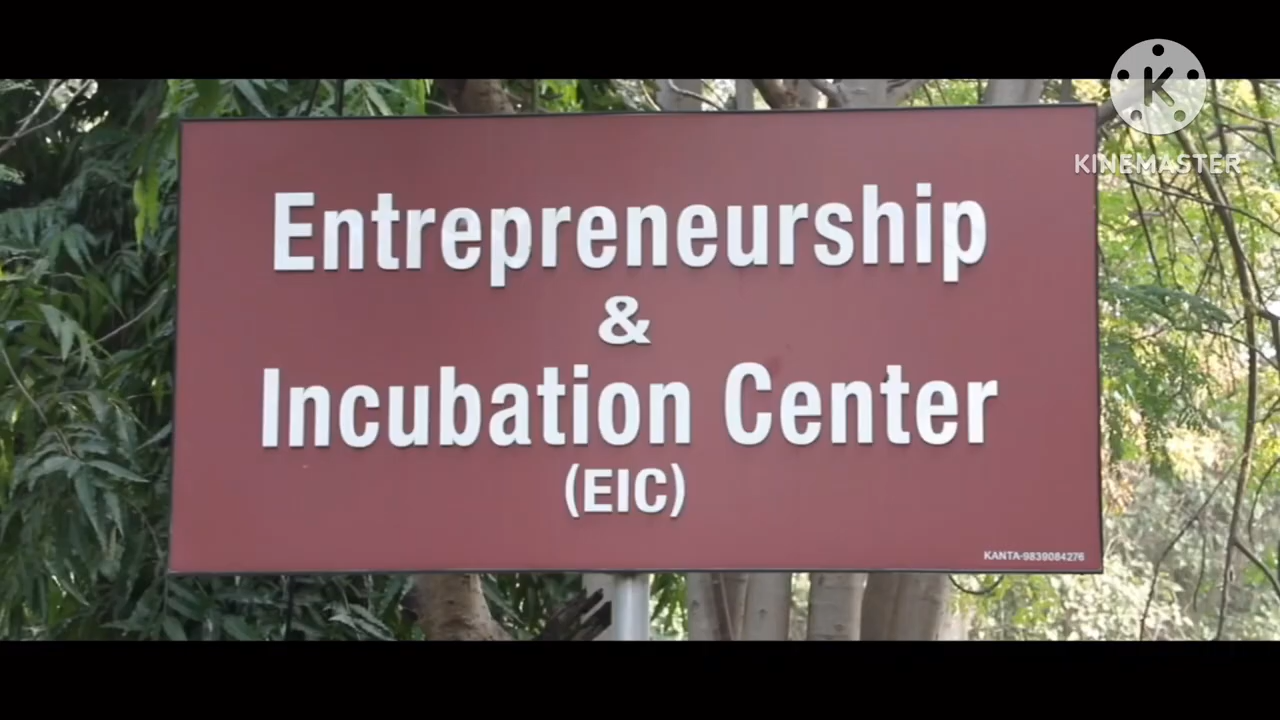 K
KINEMASTER
Entrepreneurship
&
Incubation Center
(EIC)
KANTA-9839084276